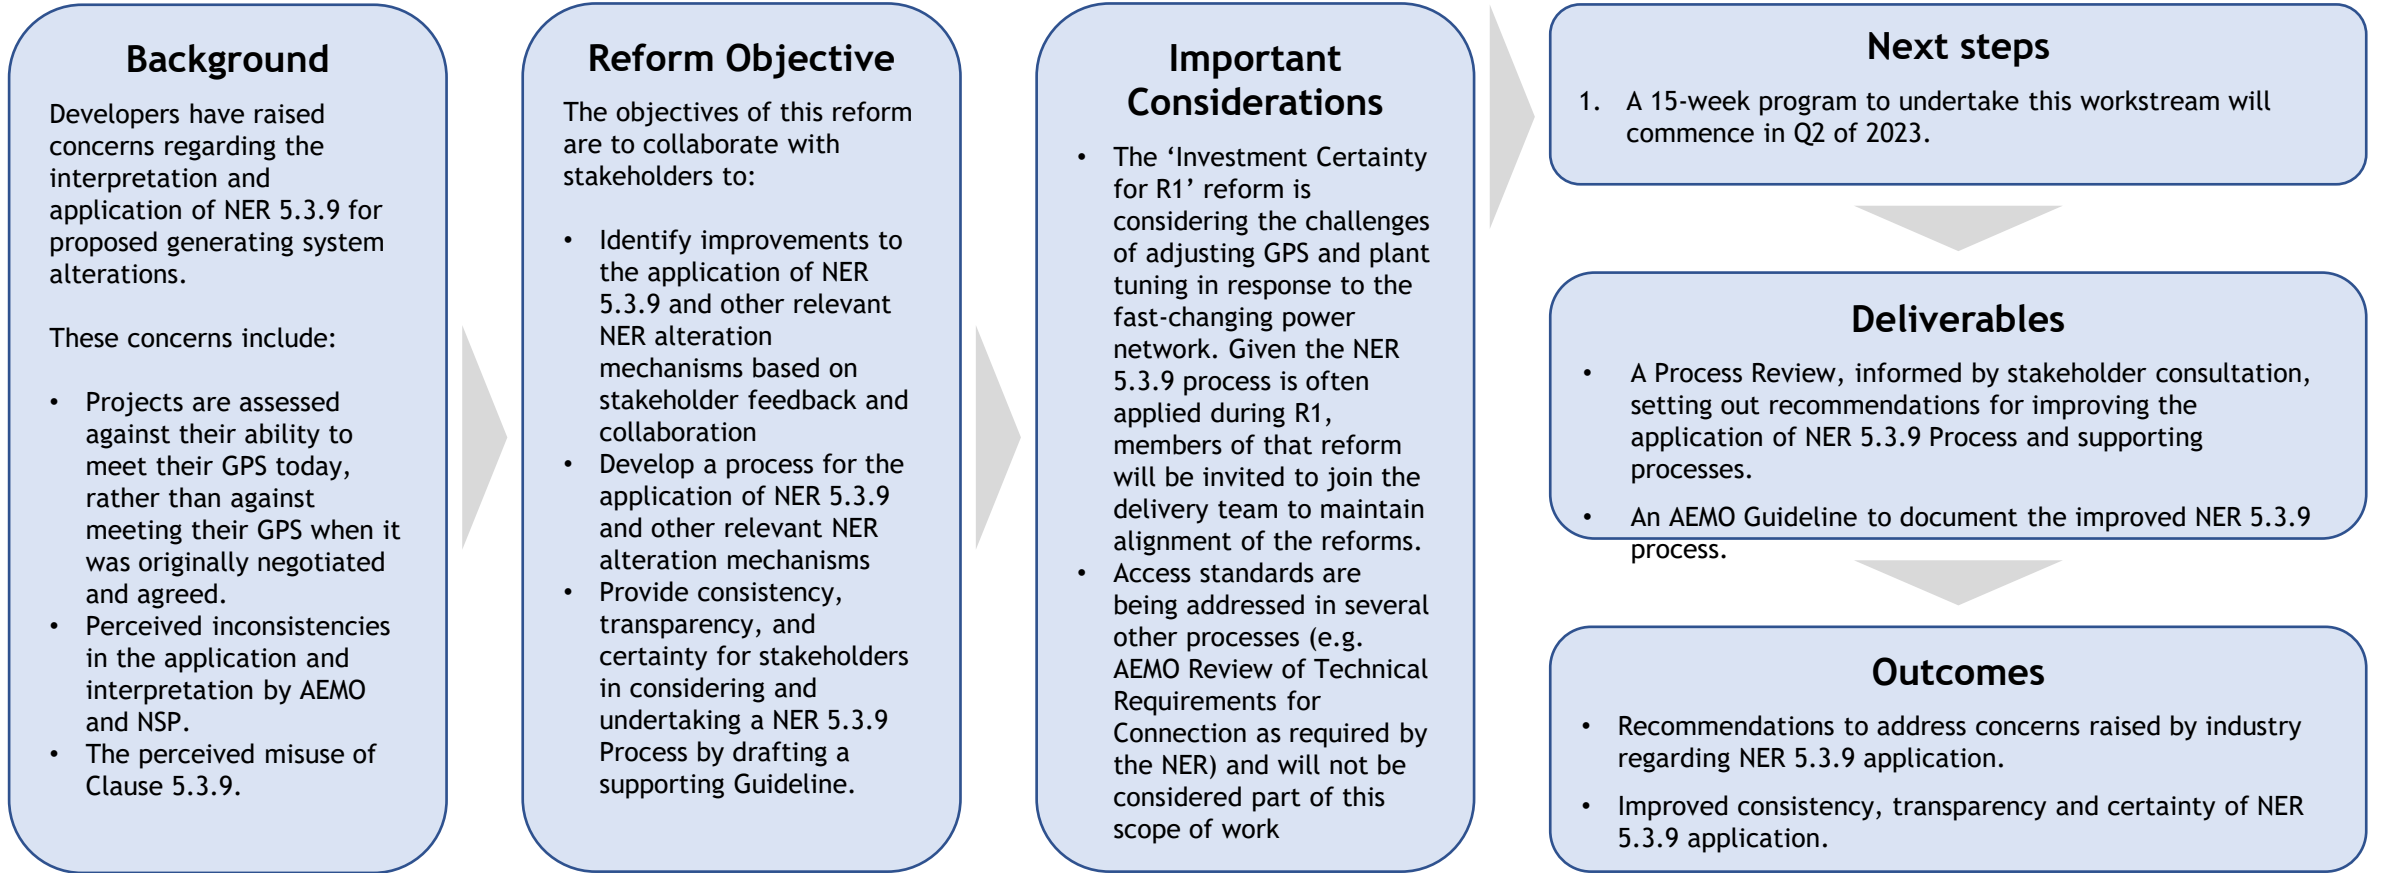 Background
Developers have raised
concerns regarding the
interpretation and
application of NER 5.3.9 for
proposed generating system
alterations.
These concerns include:
• Projects are assessed
against their ability to
meet their GPS today,
rather than against
meeting their GPS when it
was originally negotiated
and agreed.
• Perceived inconsistencies
in the application and
interpretation by AEMO
and NSP.
• The perceived misuse of
Clause 5.3.9.
Reform Objective
The objectives of this reform
are to collaborate with
stakeholders to:
• Identify improvements to
the application of NER
5.3.9 and other relevant
NER alteration
mechanisms based on
stakeholder feedback and
collaboration
• Develop a process for the
application of NER 5.3.9
and other relevant NER
alteration mechanisms
• Provide consistency,
transparency, and
certainty for stakeholders
in considering and
undertaking a NER 5.3.9
Process by drafting a
supporting Guideline.
Important
Considerations
• The ‘Investment Certainty
for R1’ reform is
considering the challenges
of adjusting GPS and plant
tuning in response to the
fast-changing power
network. Given the NER
5.3.9 process is often
applied during R1,
members of that reform
will be invited to join the
delivery team to maintain
alignment of the reforms.
• Access standards are
being addressed in several
other processes (e.g.
AEMO Review of Technical
Requirements for
Connection as required by
the NER) and will not be
considered part of this
scope of work
Next steps
1. A 15-week program to undertake this workstream will
commence in Q2 of 2023.
Deliverables
• A Process Review, informed by stakeholder consultation,
setting out recommendations for improving the
application of NER 5.3.9 Process and supporting
processes.
• An AEMO Guideline to document the improved NER 5.3.9
process.
Outcomes
• Recommendations to address concerns raised by industry
regarding NER 5.3.9 application.
• Improved consistency, transparency and certainty of NER
5.3.9 application.